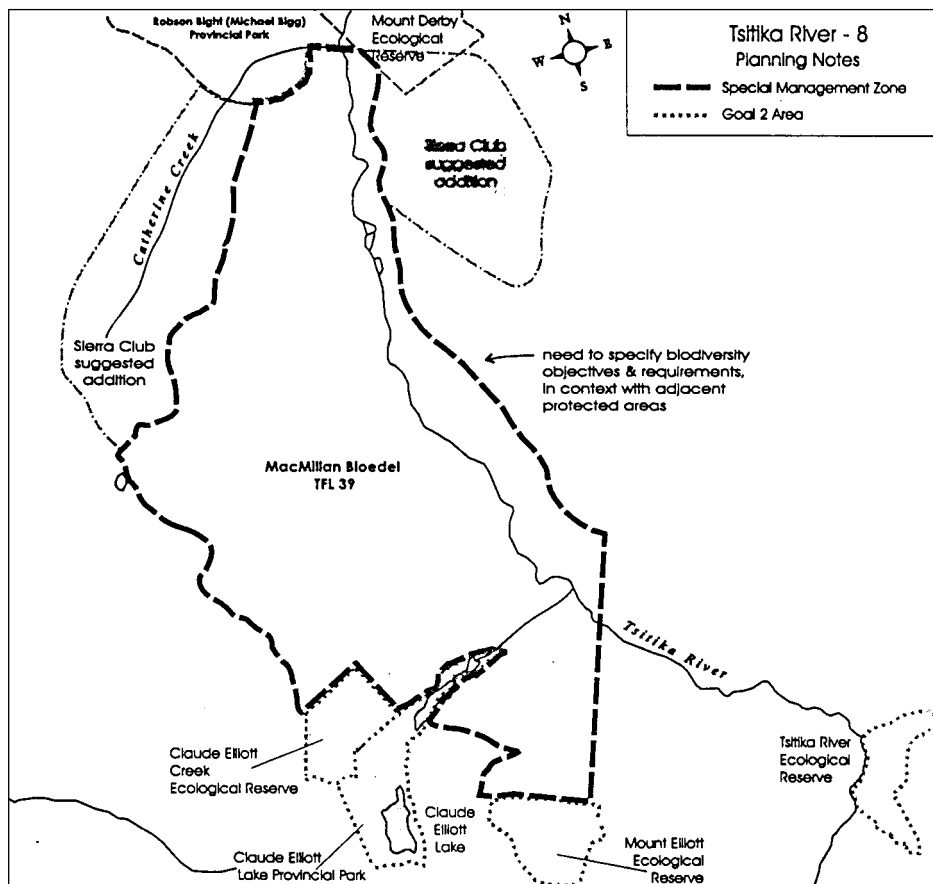 Robson Bight (Michael Bigg)
Provincial Park
Mount Derby
Ecological
Reserve
N
W
E
S
Tsitika River - 8
Planning Notes
Special Management Zone
Goal 2 Area
Sierra Club
suggested
addition
Catherine Creek
Sierra Club
suggested
addition
need to specify biodiversity
objectives & requirements,
in context with adjacent
protected areas
MacMillan Bloedel
TFL 39
Tsitika River
Claude Elliott
Creek
Ecological Reserve
Claude Elliott
Lake Provincial Park
Claude
Elliott
Lake
Mount Elliott
Ecological
Reserve
Tsitika River
Ecological
Reserve